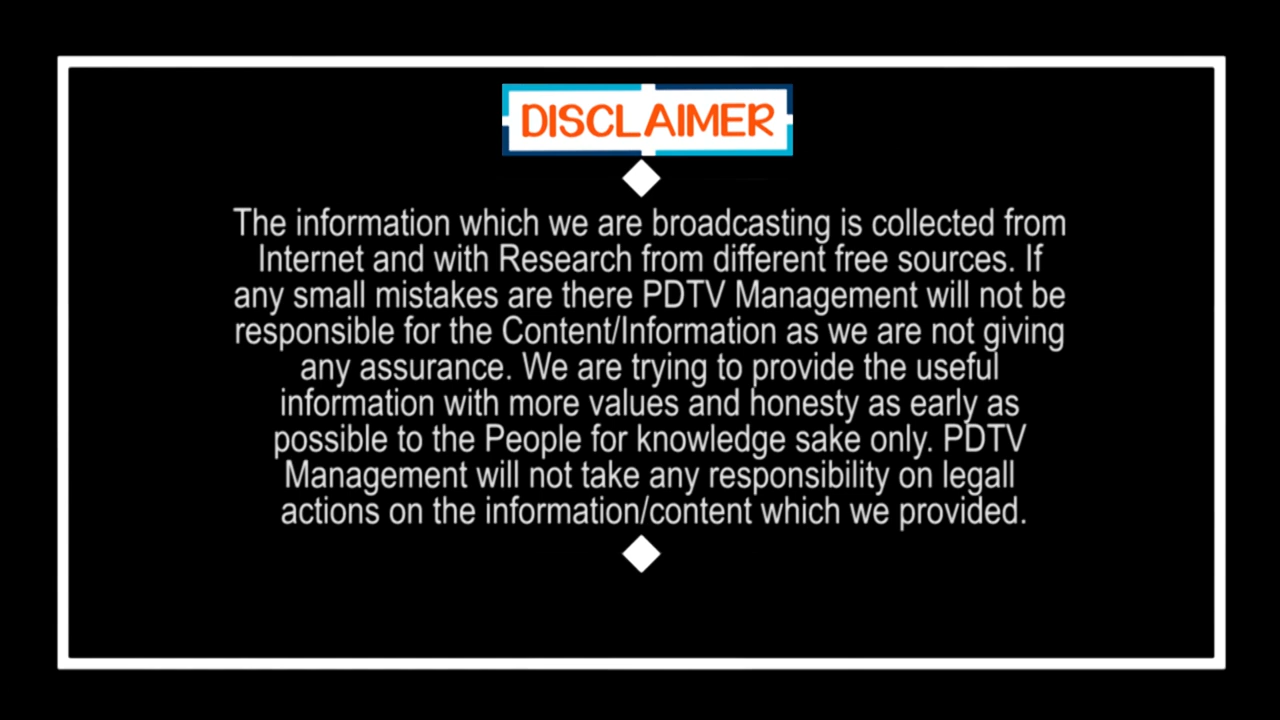 DISCLAIMER
The information which we are broadcasting is collected from
Internet and with Research from different free sources. If
any small mistakes are there PDTV Management will not be
responsible for the Content/Information as we are not giving
any assurance. We are trying to provide the useful
information with more values and honesty as early as
possible to the People for knowledge sake only. PDTV
Management will not take any responsibility on legall
actions on the information/content which we provided.